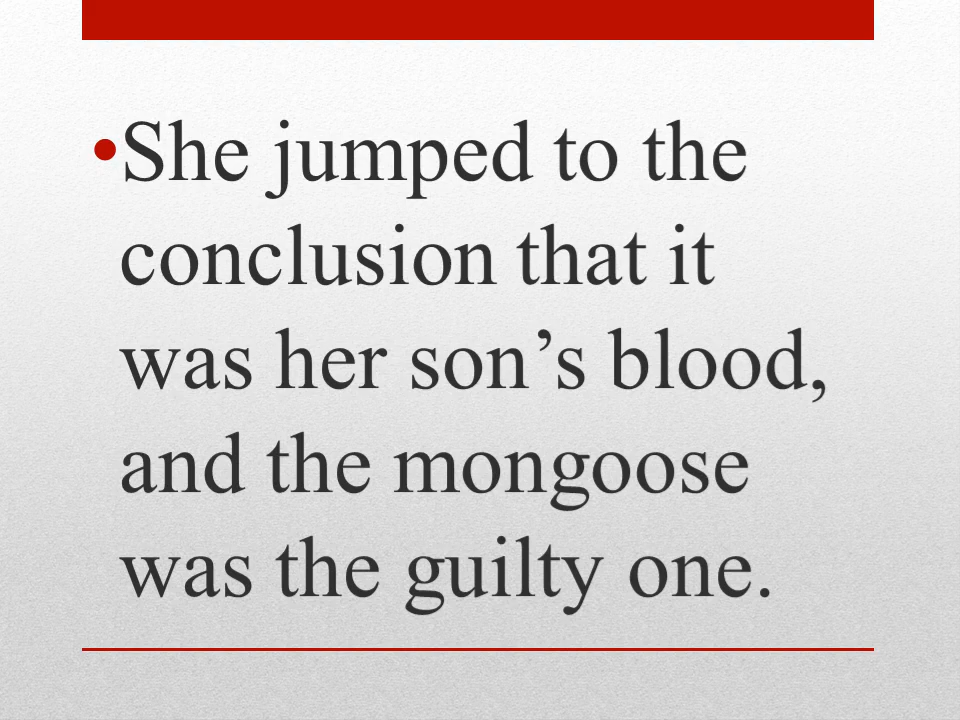 •She jumped to the
conclusion that it
was her son’s blood,
and the mongoose
was the guilty one.